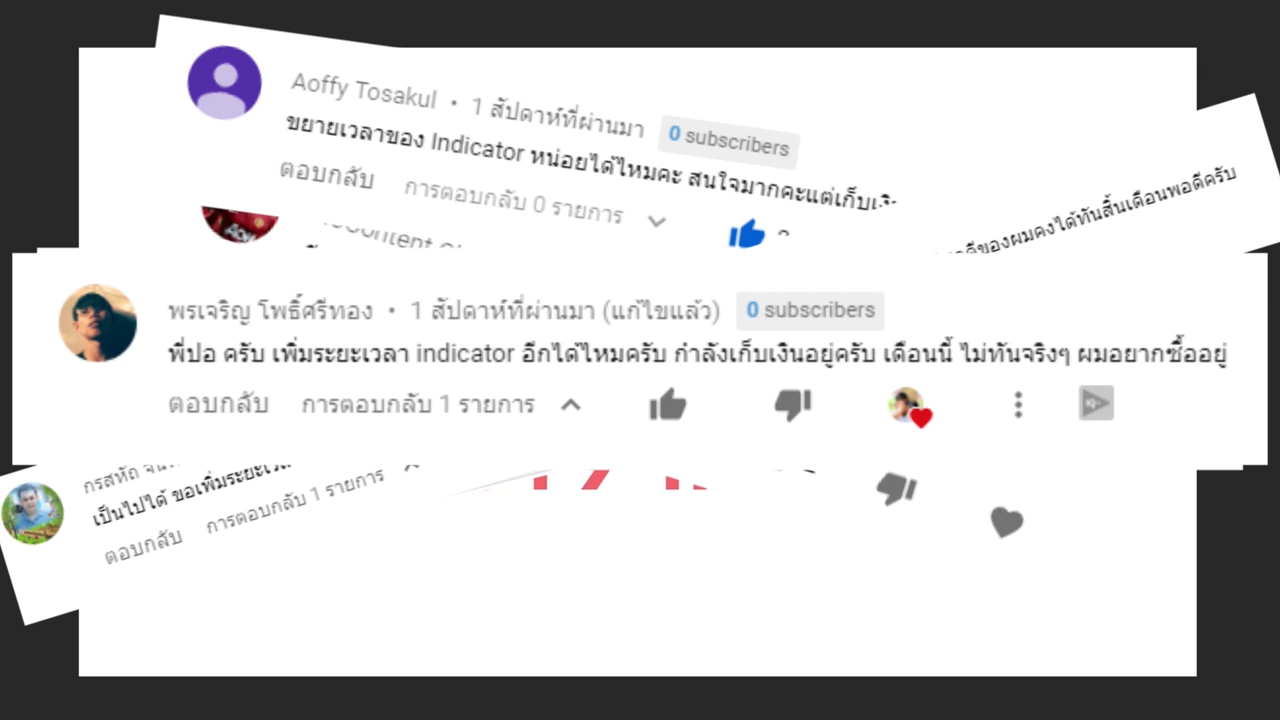 Aoffy Tosakul • 1 สัปดาห์ที่ผ่านมา 0 subscribers
ขยายเวลาของ Indicator หน่อยได้ไหมคะ สนใจมากคะแต่เก็บเงิ
ตอบกลับ การตอบกลับ 0 รายการ
ของผมคงได้ทันสิ้นเดือนพอดีครับ
พรเจริญ โพธิ์ศรีทอง • 1 สัปดาห์ที่ผ่านมา (แก้ไขแล้ว) 0 subscribers
พี่ปอ ครับ เพิ่มระยะเวลา indicator อีกได้ไหมครับ กำลังเก็บเงินอยู่ครับ เดือนนี้ ไม่ทันจริงๆ ผมอยากซื้ออยู่
ตอบกลับ การตอบกลับ 1 รายการ
กรสหัถ
เป็นไปได้ ขอเพิ่มระยะเวล
ตอบกลับ การตอบกลับ 1 รายการ